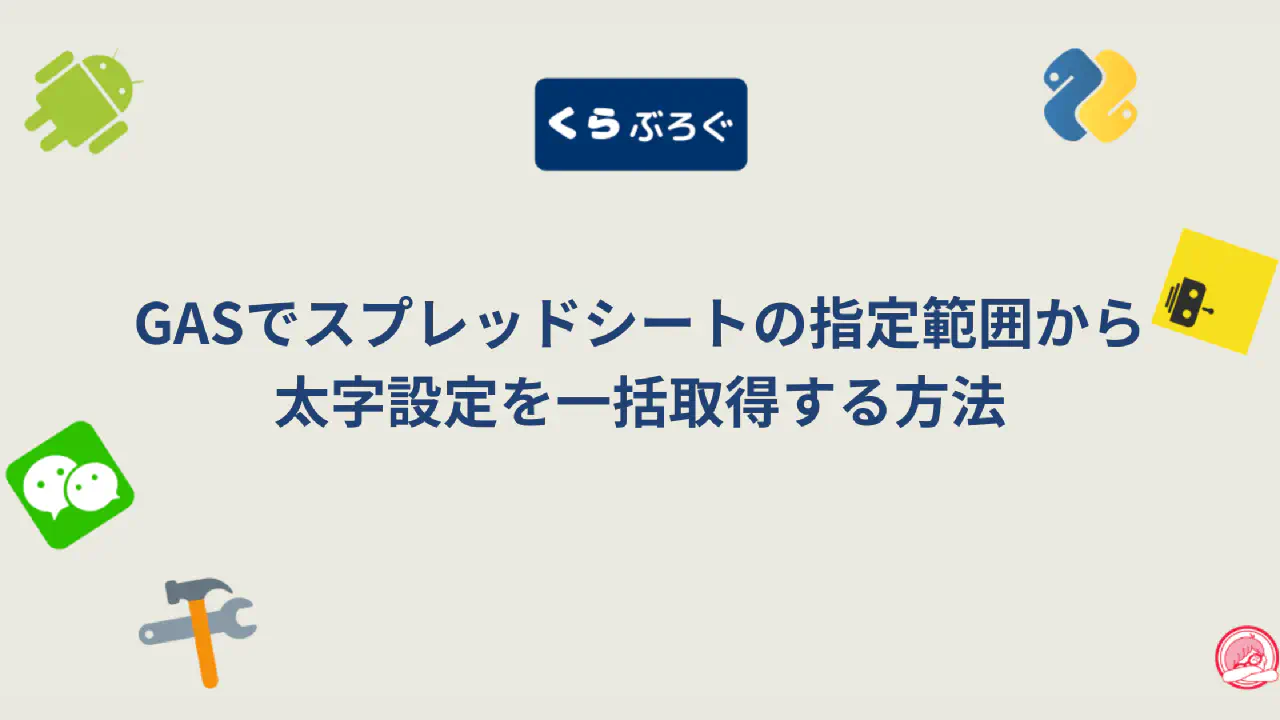 くらぶろぐ
GASでスプレッドシートの指定範囲から
太字設定を一括取得する方法